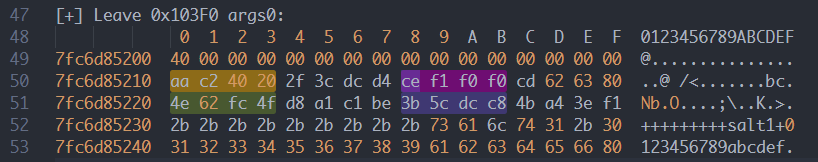 47 [+] Leave 0x103F0 args0:
48 0 1 2 3 4 5 6 7 8 9 A B C D E F 0123456789ABCDEF
49 7fc6d85200 40 00 00 00 00 00 00 00 00 00 00 00 00 00 00 00 @...............
50 7fc6d85210 aa c2 40 20 2f 3c dc d4 ce f1 f0 f0 cd 62 63 80 ..@ /<.......bc.
51 7fc6d85220 4e 62 fc 4f d8 a1 c1 be 3b 5c dc c8 4b a4 3e f1 Nb.O....;\..K.>.
52 7fc6d85230 2b 2b 2b 2b 2b 2b 2b 2b 2b 73 61 6c 74 31 2b 30 +++++++++salt1+0
53 7fc6d85240 31 32 33 34 35 36 37 38 39 61 62 63 64 65 66 80 123456789abcdef.